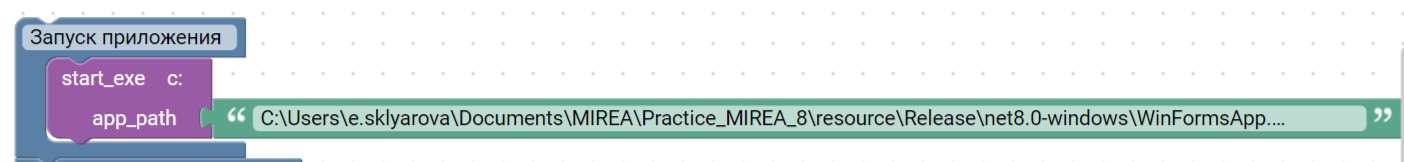 Запуск приложения
start_exe c:
app_path “ C:\Users\e.sklyarova\Documents\MIREA\Practice_MIREA_8\resource\Release\net8.0-windows\WinFormsApp.... ”